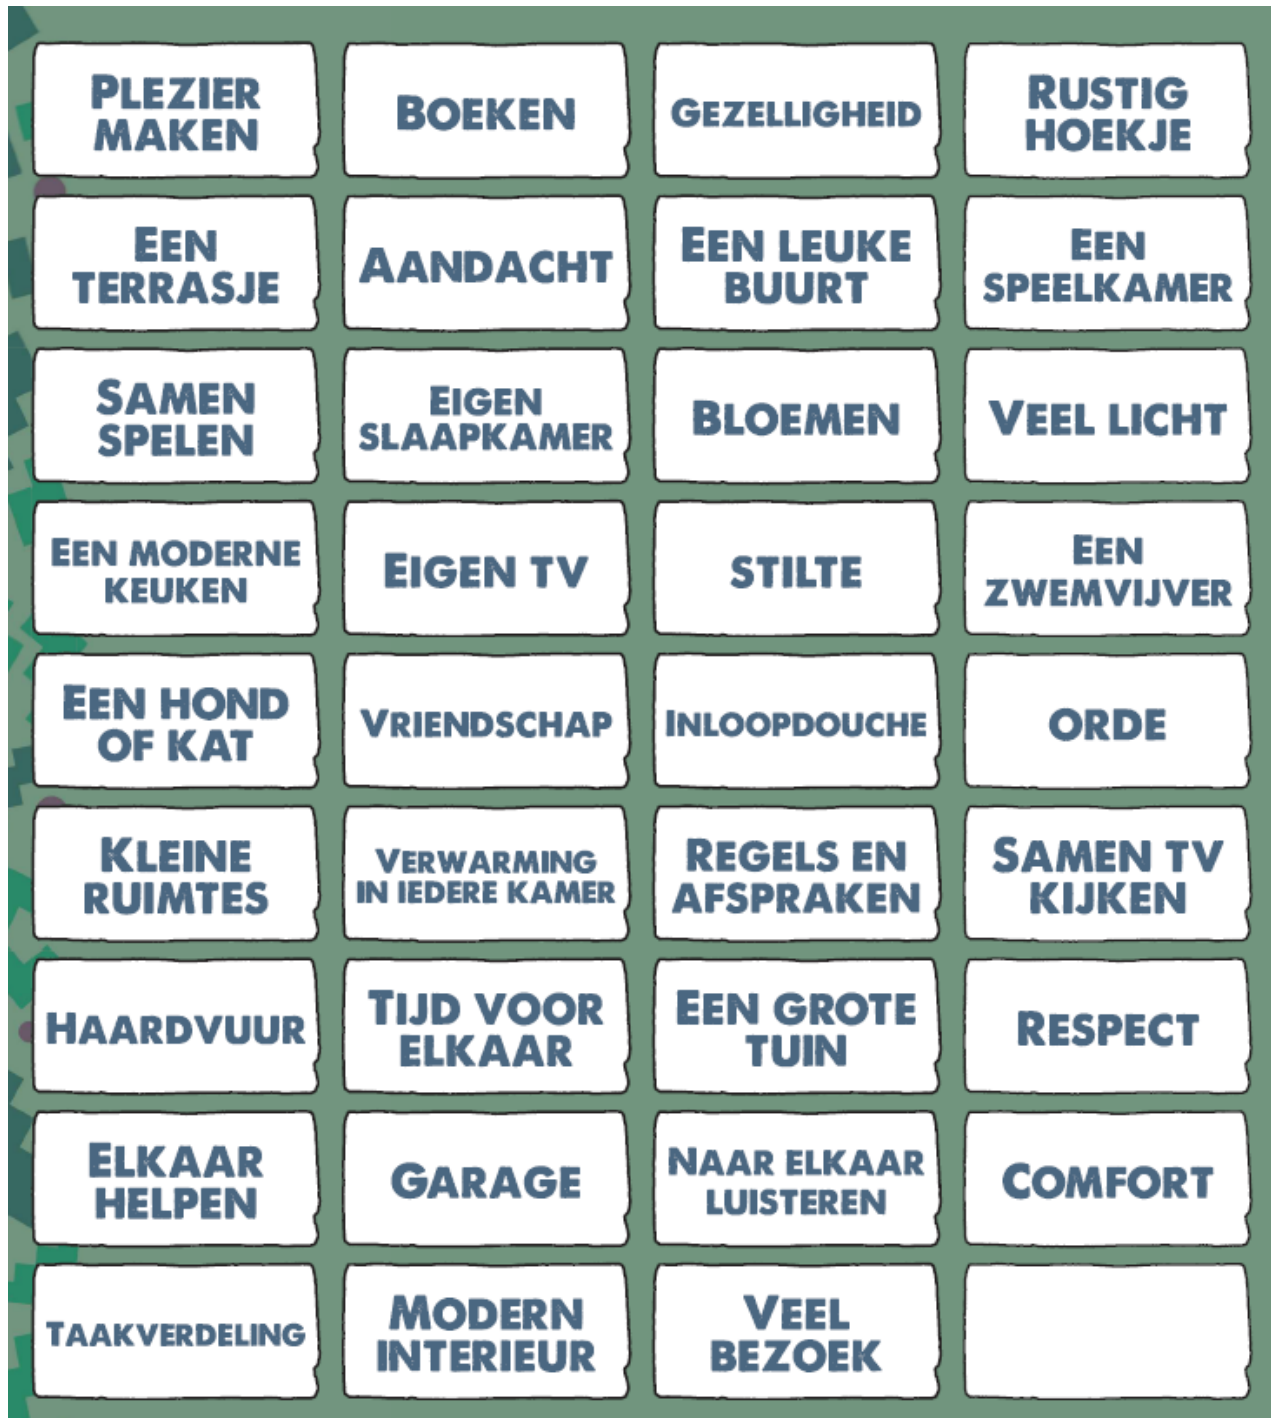 PLEZIER
MAKEN
BOEKEN
GEZELLIGHEID
RUSTIG
HOEKJE
EEN
TERRASJE
AANDACHT
EEN LEUKE
BUURT
EEN
SPEELKAMER
SAMEN
SPELEN
EIGEN
SLAAPKAMER
BLOEMEN
VEEL LICHT
EEN MODERNE
KEUKEN
EIGEN TV
STILTE
EEN
ZWEMVIJVER
EEN HOND
OF KAT
VRIENDSCHAP
INLOOPDOUCHE
ORDE
KLEINE
RUIMTES
VERWARMING
IN IEDERE KAMER
REGELS EN
AFSPRAKEN
SAMEN TV
KIJKEN
HAARDVUUR
TIJD VOOR
ELKAAR
EEN GROTE
TUIN
RESPECT
ELKAAR
HELPEN
GARAGE
NAAR ELKAAR
LUISTEREN
COMFORT
TAAKVERDELING
MODERN
INTERIEUR
VEEL
BEZOEK